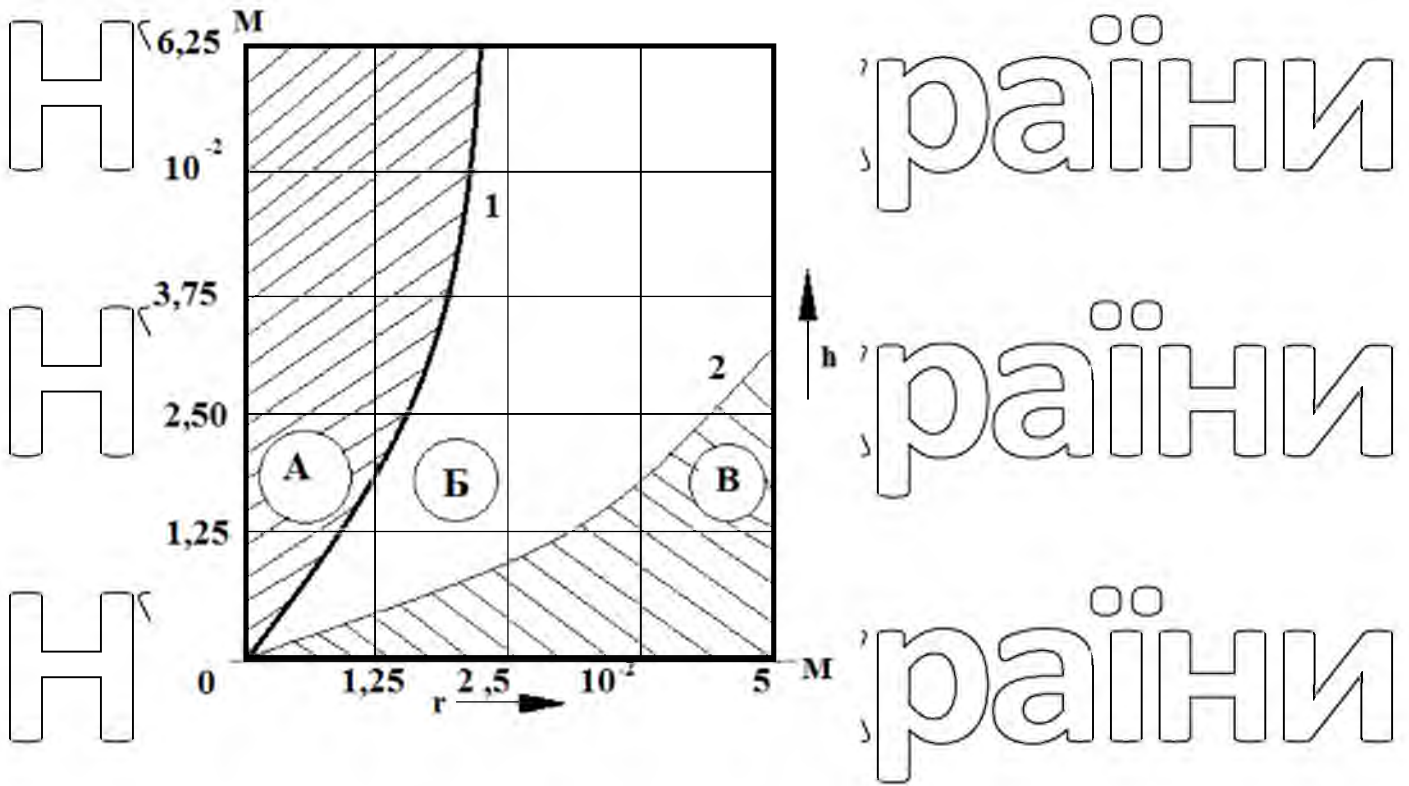 М
Н 6,25 раїни
10⁻²
1
Н 3,75 раїни
h
2
2,50
А Б В
1,25
Н раїни
0 1,25 2,5 10⁻² 5 М
r